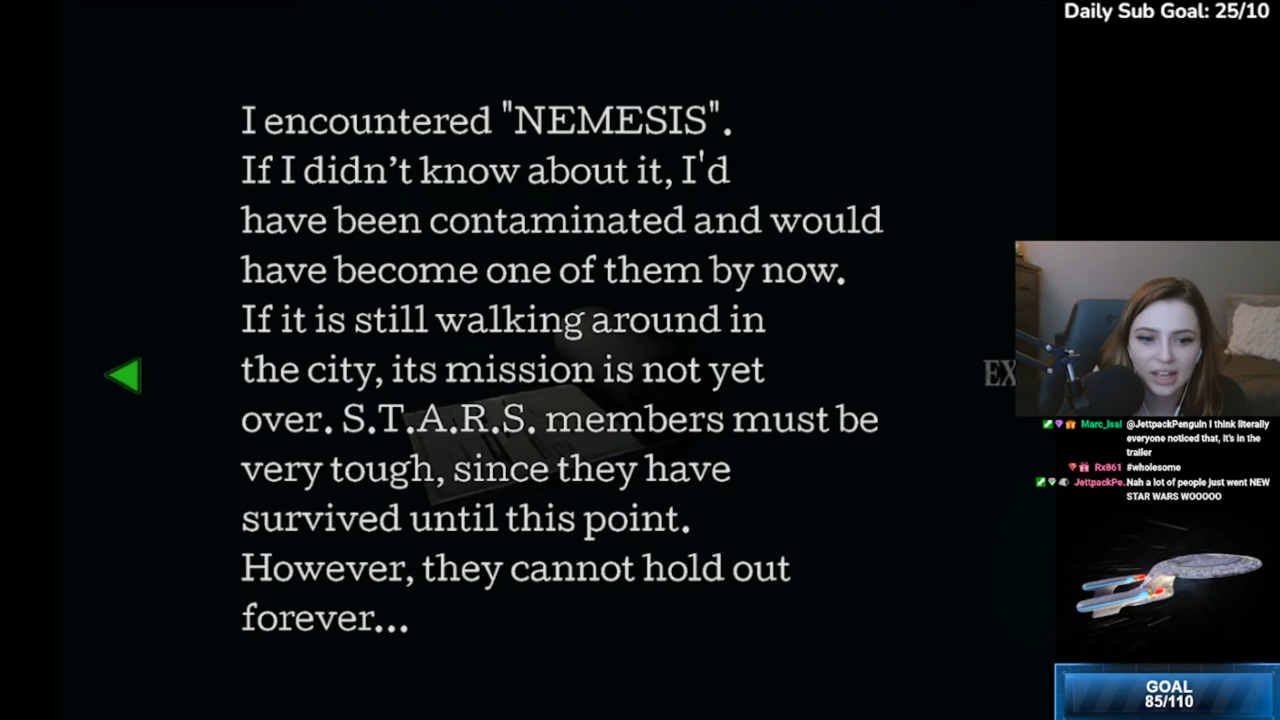 Daily Sub Goal: 25/10
I encountered "NEMESIS".
If I didn't know about it, I'd
have been contaminated and would
have become one of them by now.
If it is still walking around in
the city, its mission is not yet
over. S.T.A.R.S. members must be
very tough, since they have
survived until this point.
However, they cannot hold out
forever...
EX
Marc_Isai @JettpackPenguin I think literally
everyone noticed that, it's in the
trailer
Rx861 #wholesome
JettpackPe.. Nah a lot of people just went NEW
STAR WARS WOOOOO
GOAL
85/110